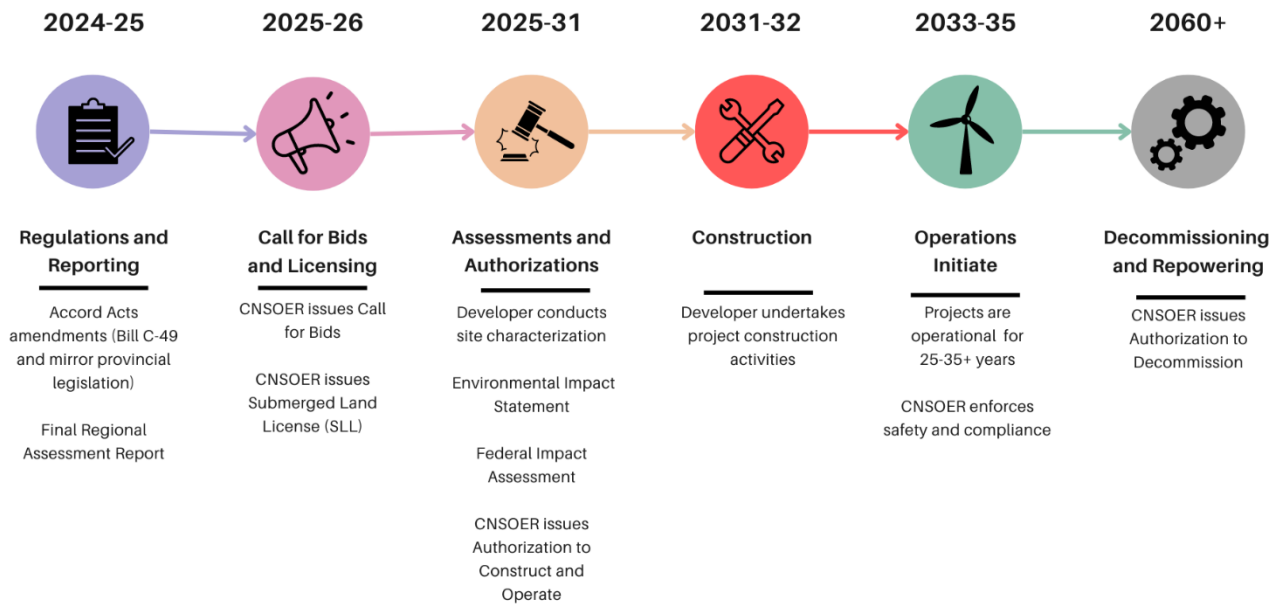 2024-25
2025-26
2025-31
2031-32
2033-35
2060+
Regulations and
Reporting
Accord Acts
amendments (Bill C-49
and mirror provincial
legislation)
Final Regional
Assessment Report
Call for Bids
and Licensing
CNSOER issues Call
for Bids
CNSOER issues
Submerged Land
License (SLL)
Assessments and
Authorizations
Developer conducts
site characterization
Environmental Impact
Statement
Federal Impact
Assessment
CNSOER issues
Authorization to
Construct and
Operate
Construction
Developer undertakes
project construction
activities
Operations
Initiate
Projects are
operational for
25-35+ years
CNSOER enforces
safety and compliance
Decommissioning
and Repowering
CNSOER issues
Authorization to
Decommission